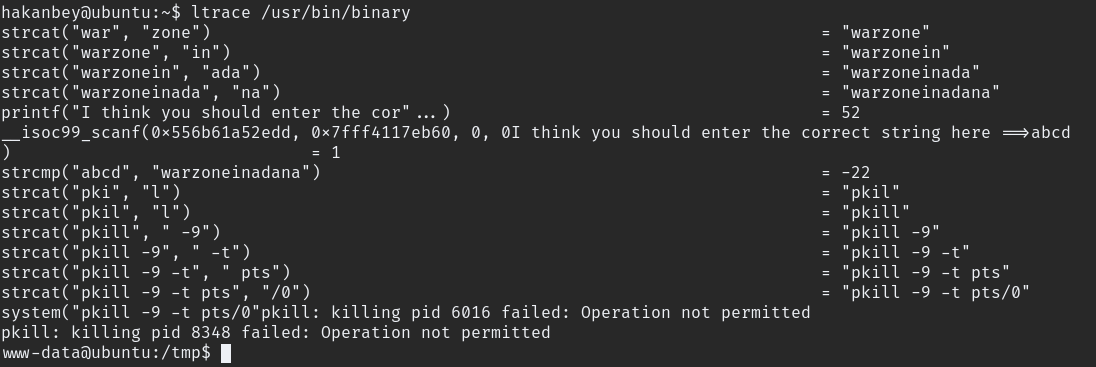 hakanbey@ubuntu:~$ ltrace /usr/bin/binary
strcat("war", "zone") = "warzone"
strcat("warzone", "in") = "warzonein"
strcat("warzonein", "ada") = "warzoneinada"
strcat("warzoneinada", "na") = "warzoneinadana"
printf("I think you should enter the cor"...) = 52
__isoc99_scanf(0×556b61a52edd, 0×7fff4117eb60, 0, 0I think you should enter the correct string here ==>abcd
) = 1
strcmp("abcd", "warzoneinadana") = -22
strcat("pki", "l") = "pkil"
strcat("pkil", "l") = "pkill"
strcat("pkill", " -9") = "pkill -9"
strcat("pkill -9", " -t") = "pkill -9 -t"
strcat("pkill -9 -t", " pts") = "pkill -9 -t pts"
strcat("pkill -9 -t pts", "/0") = "pkill -9 -t pts/0"
system("pkill -9 -t pts/0"pkill: killing pid 6016 failed: Operation not permitted
pkill: killing pid 8348 failed: Operation not permitted
www-data@ubuntu:/tmp$